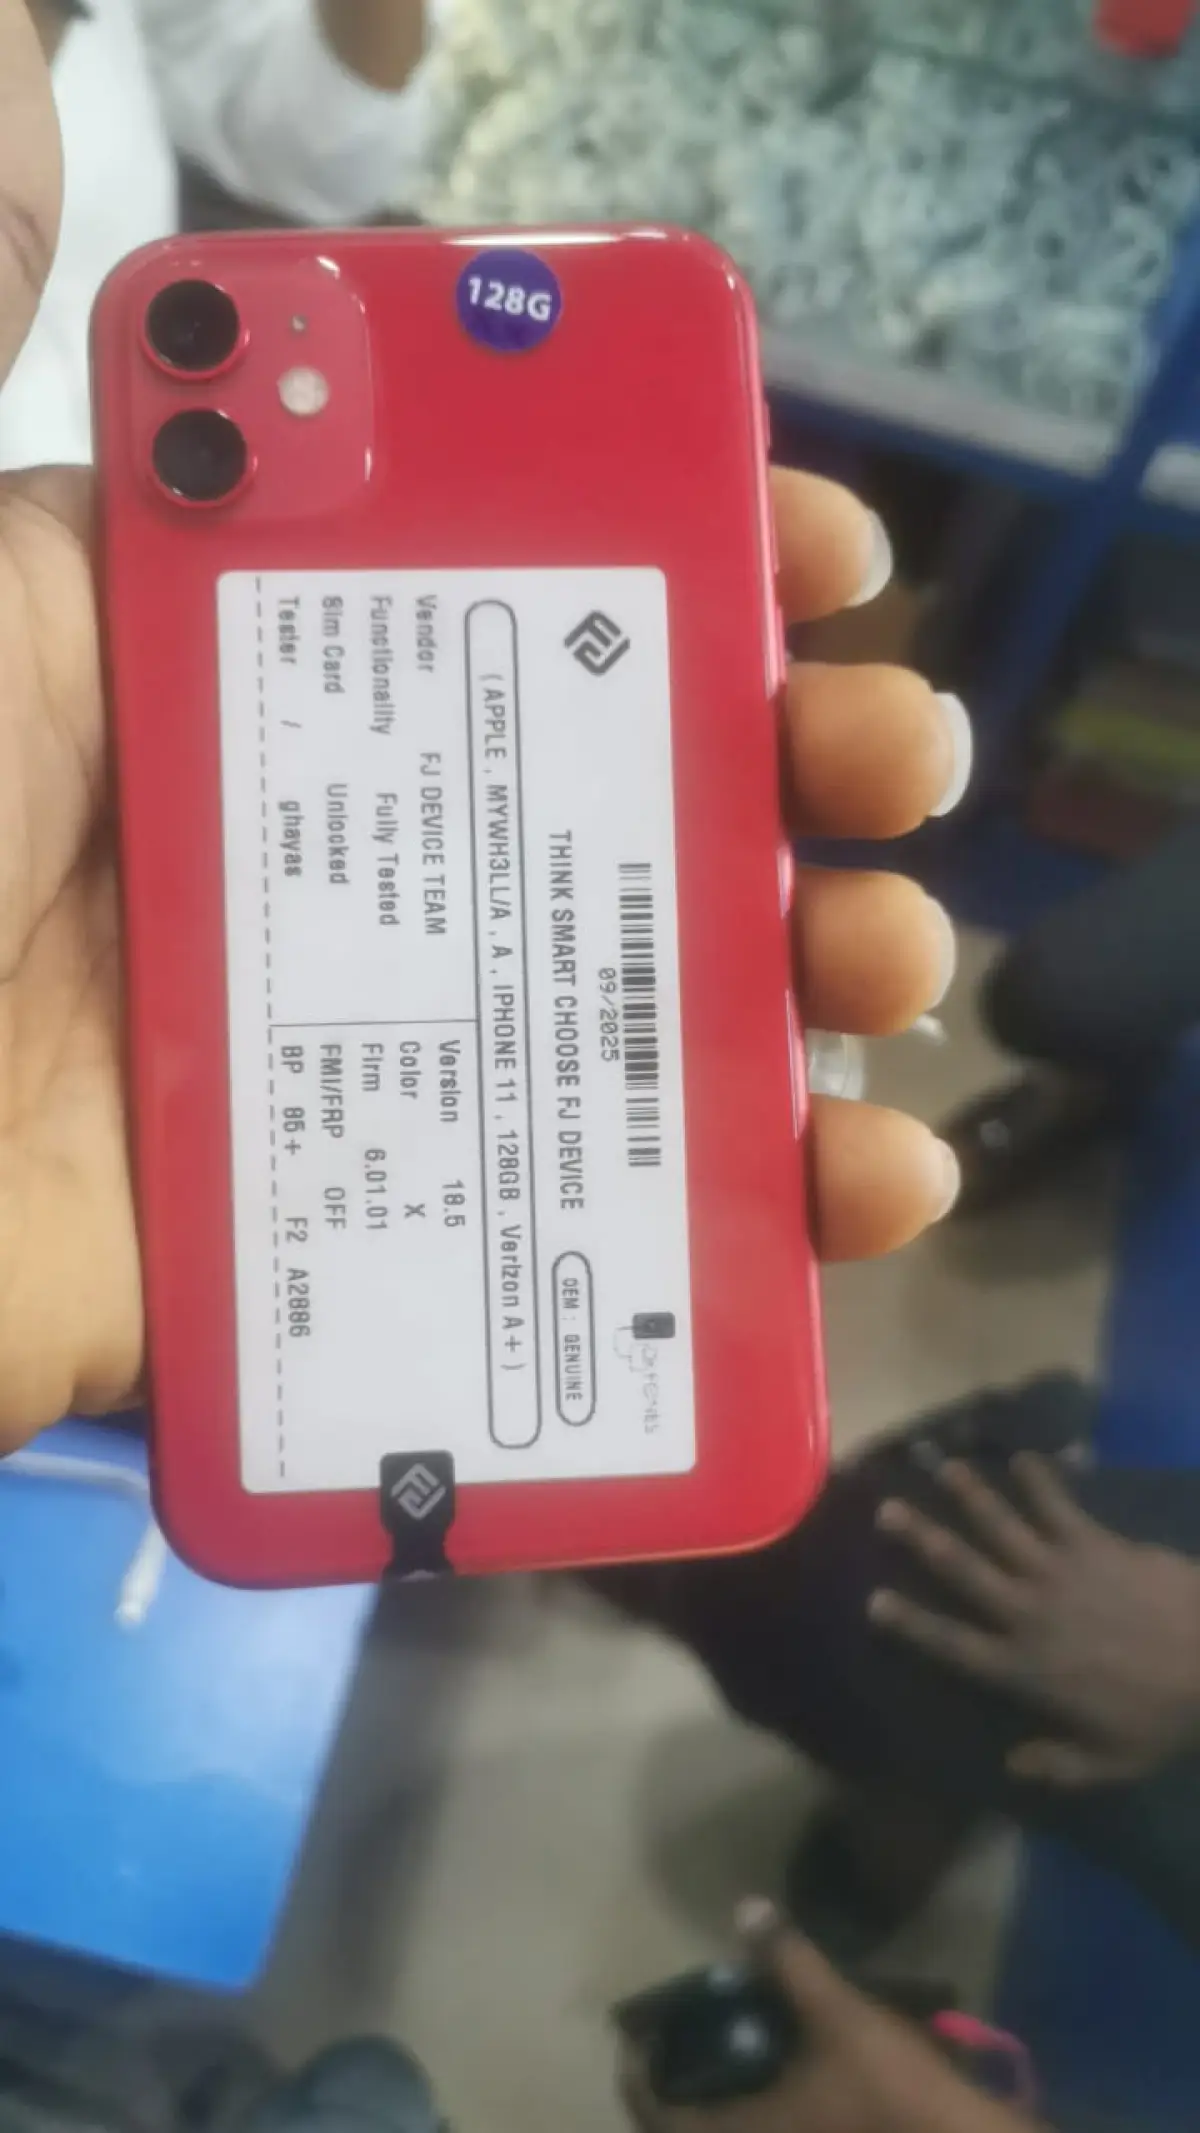 128G
09/2025
THINK SMART CHOOSE FJ DEVICE
OEM : GENUINE
( APPLE , MYWH3LL/A , A , IPHONE 11 , 128GB , Verizon A+ )
Vendor FJ DEVICE TEAM
Functionality Fully Tested
Sim Card Unlocked
Tester / ghayas
Version 18.5
Color X
Firm 6.01.01
FMI/FRP OFF
BP 85+ F2 A2886